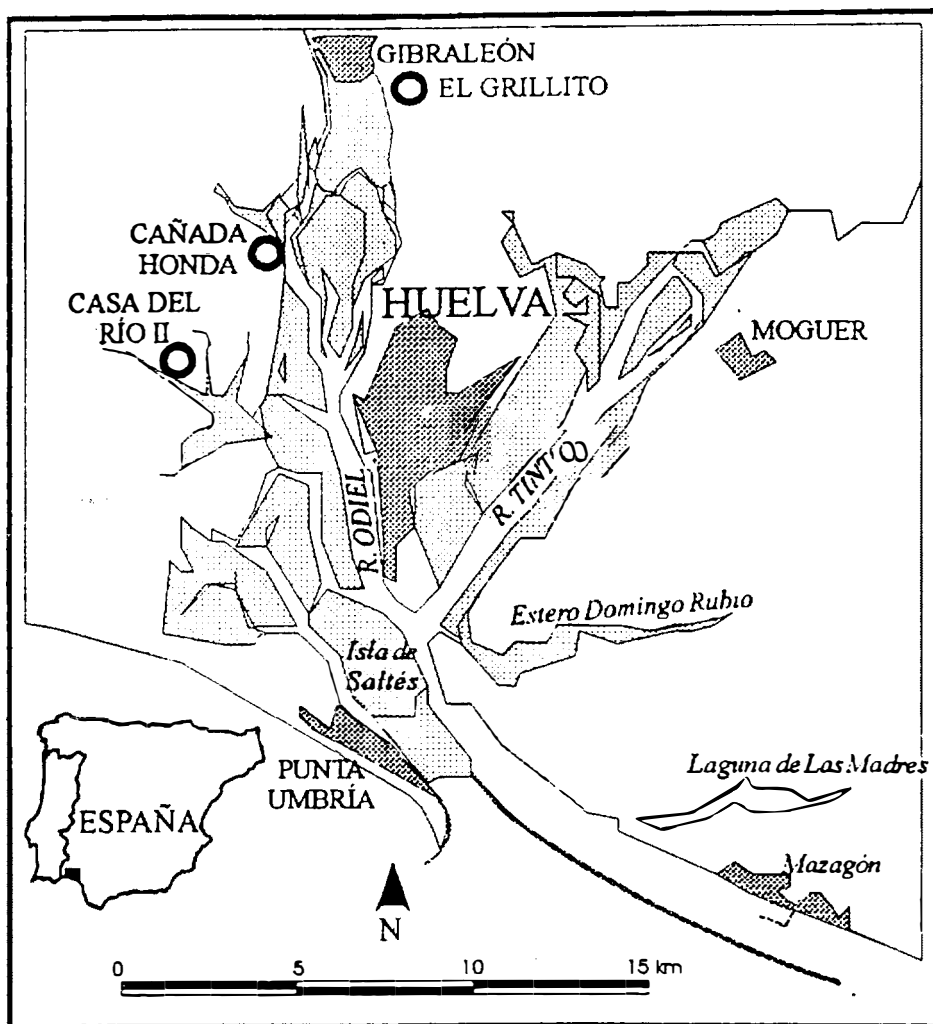 GIBRALEÓN
EL GRILLITO
CAÑADA
HONDA
HUELVA
CASA DEL
RÍO II
MOGUER
R. ODIEL
R. TINTO
Estero Domingo Rubio
Isla de
Saltés
PUNTA
UMBRÍA
Laguna de Las Madres
ESPAÑA
Mazagón
N
0 5 10 15 km